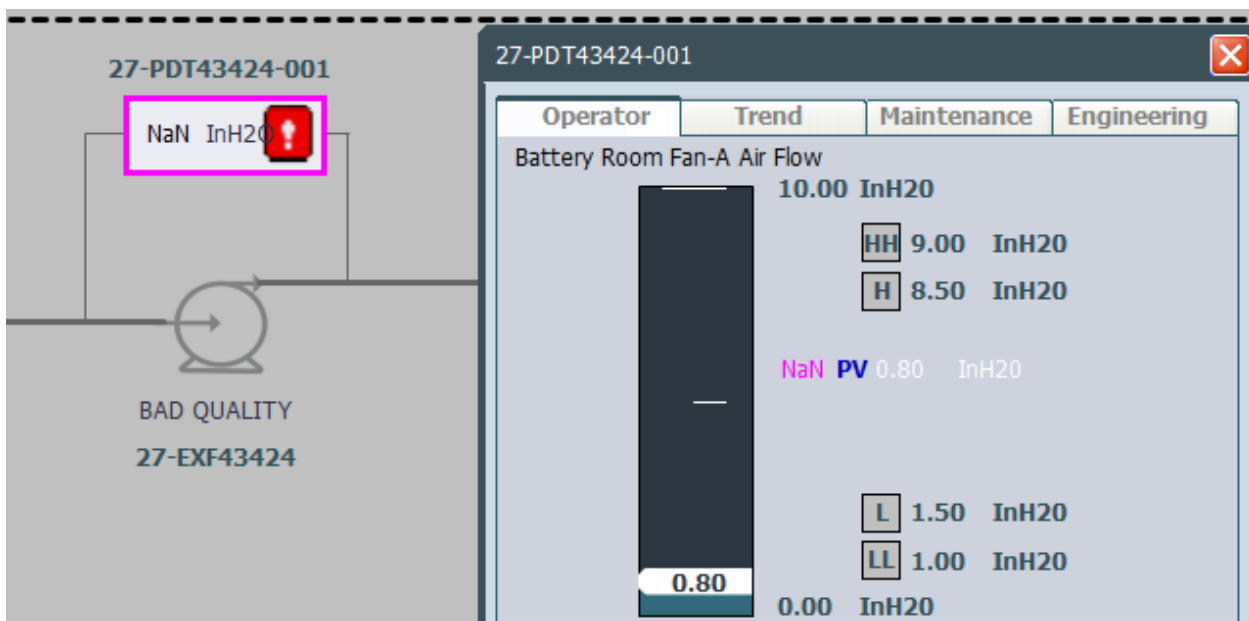 27-PDT43424-001
NaN InH2O
BAD QUALITY
27-EXF43424
27-PDT43424-001
Operator Trend Maintenance Engineering
Battery Room Fan-A Air Flow
10.00 InH20
HH 9.00 InH20
H 8.50 InH20
NaN PV 0.80 InH20
L 1.50 InH20
LL 1.00 InH20
0.80
0.00 InH20